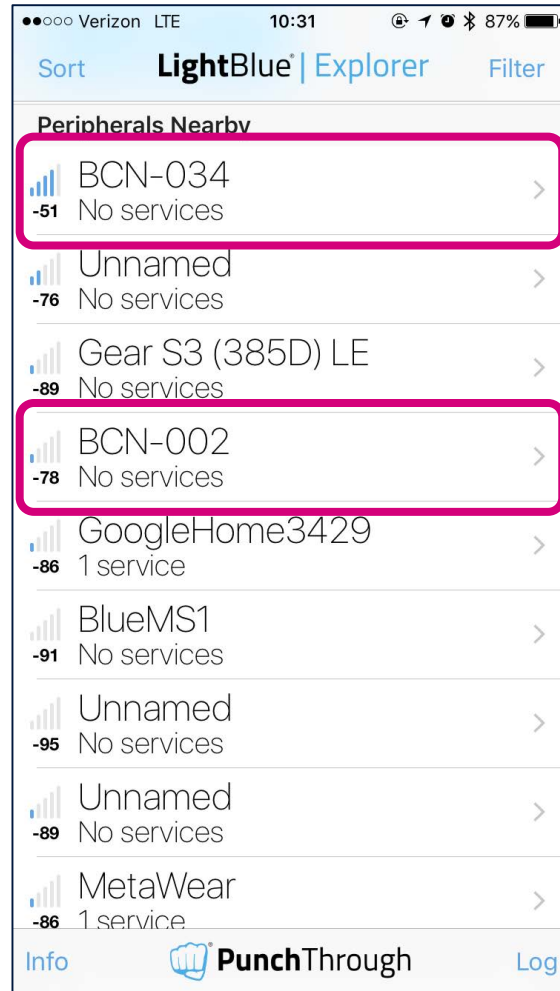 Verizon LTE 10:31 87%
Sort LightBlue® | Explorer Filter
Peripherals Nearby
BCN-034
-51 No services
Unnamed
-76 No services
Gear S3 (385D) LE
-89 No services
BCN-002
-78 No services
GoogleHome3429
-86 1 service
BlueMS1
-91 No services
Unnamed
-95 No services
Unnamed
-89 No services
MetaWear
-86 1 service
Info PunchThrough Log